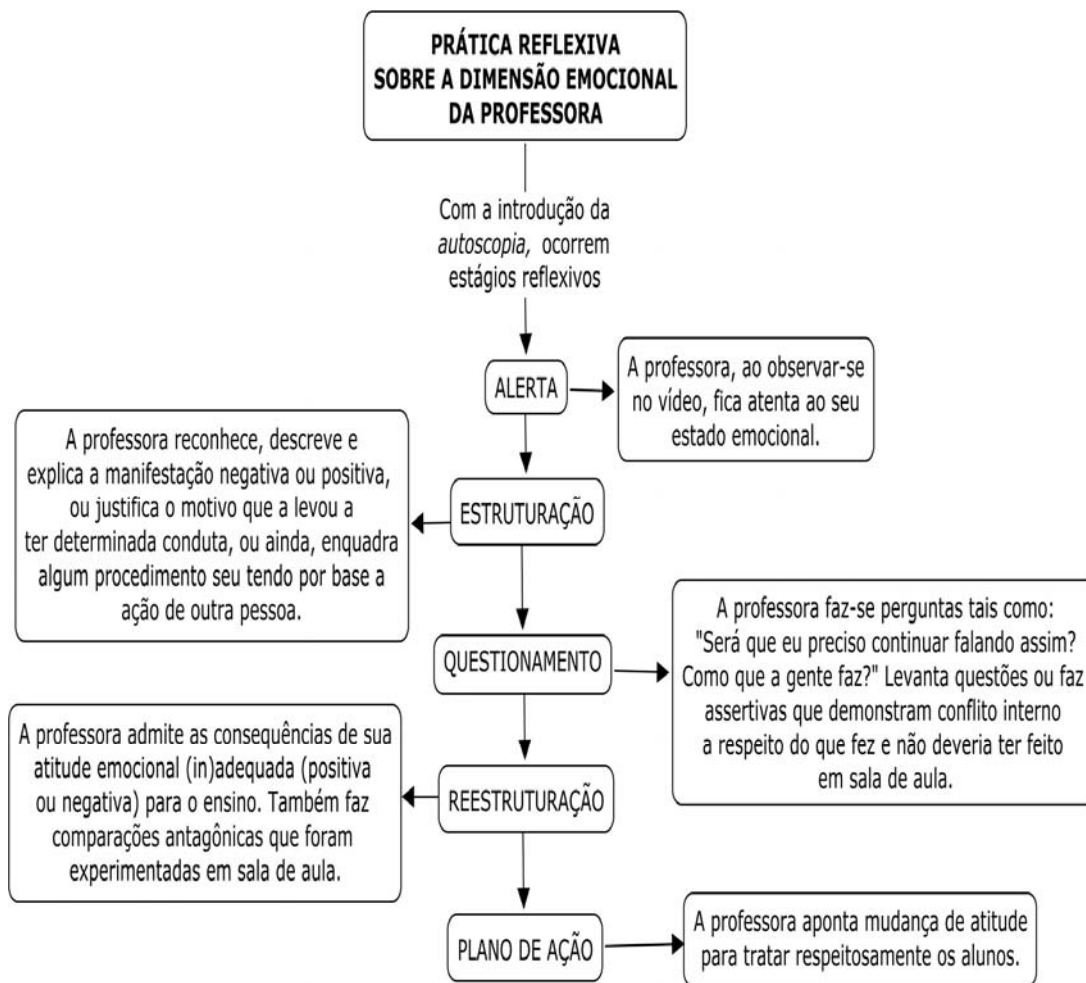 PRÁTICA REFLEXIVA
SOBRE A DIMENSÃO EMOCIONAL
DA PROFESSORA
Com a introdução da
autoscopia, ocorrem
estágios reflexivos
ALERTA
A professora, ao observar-se
no vídeo, fica atenta ao seu
estado emocional.
A professora reconhece, descreve e
explica a manifestação negativa ou positiva,
ou justifica o motivo que a levou a
ter determinada conduta, ou ainda, enquadra
algum procedimento seu tendo por base a
ação de outra pessoa.
ESTRUTURAÇÃO
QUESTIONAMENTO
A professora faz-se perguntas tais como:
"Será que eu preciso continuar falando assim?
Como que a gente faz?" Levanta questões ou faz
assertivas que demonstram conflito interno
a respeito do que fez e não deveria ter feito
em sala de aula.
A professora admite as consequências de sua
atitude emocional (in)adequada (positiva
ou negativa) para o ensino. Também faz
comparações antagônicas que foram
experimentadas em sala de aula.
REESTRUTURAÇÃO
PLANO DE AÇÃO
A professora aponta mudança de atitude
para tratar respeitosamente os alunos.